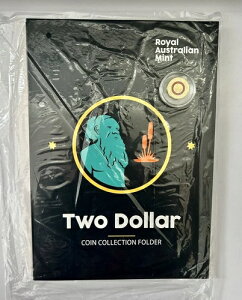 Royal
Australian
Mint
Two Dollar
COIN COLLECTION FOLDER